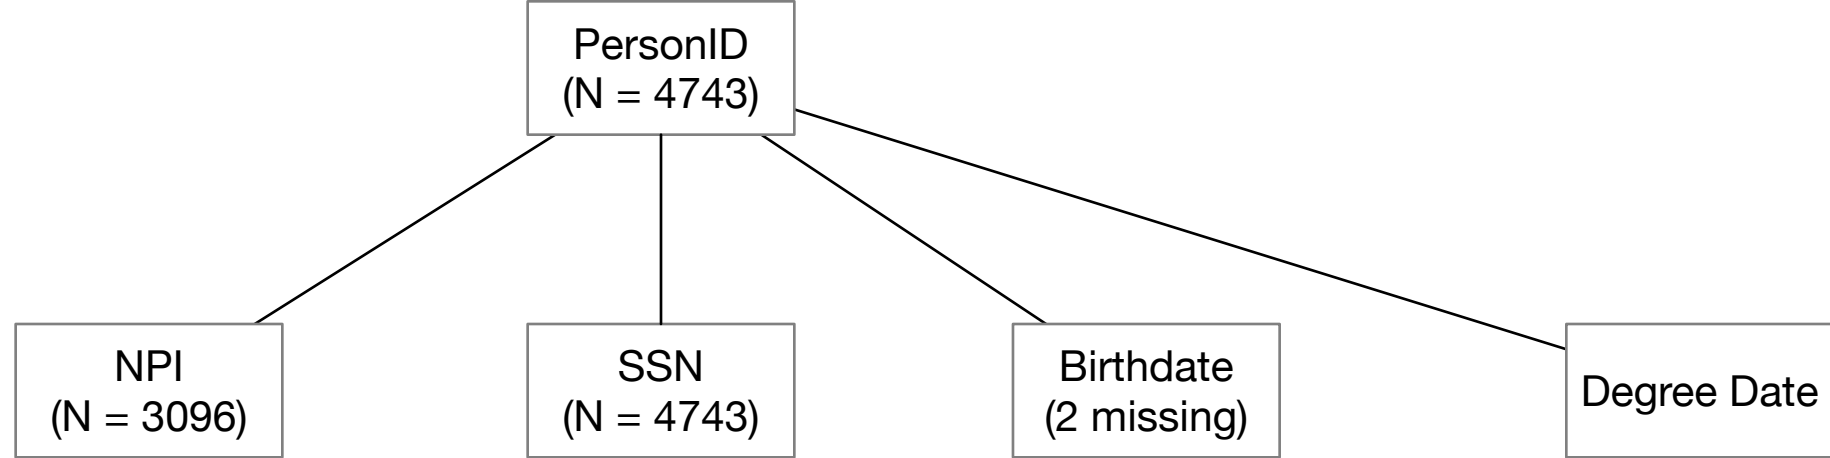 PersonID
(N = 4743)
NPI
(N = 3096)
SSN
(N = 4743)
Birthdate
(2 missing)
Degree Date